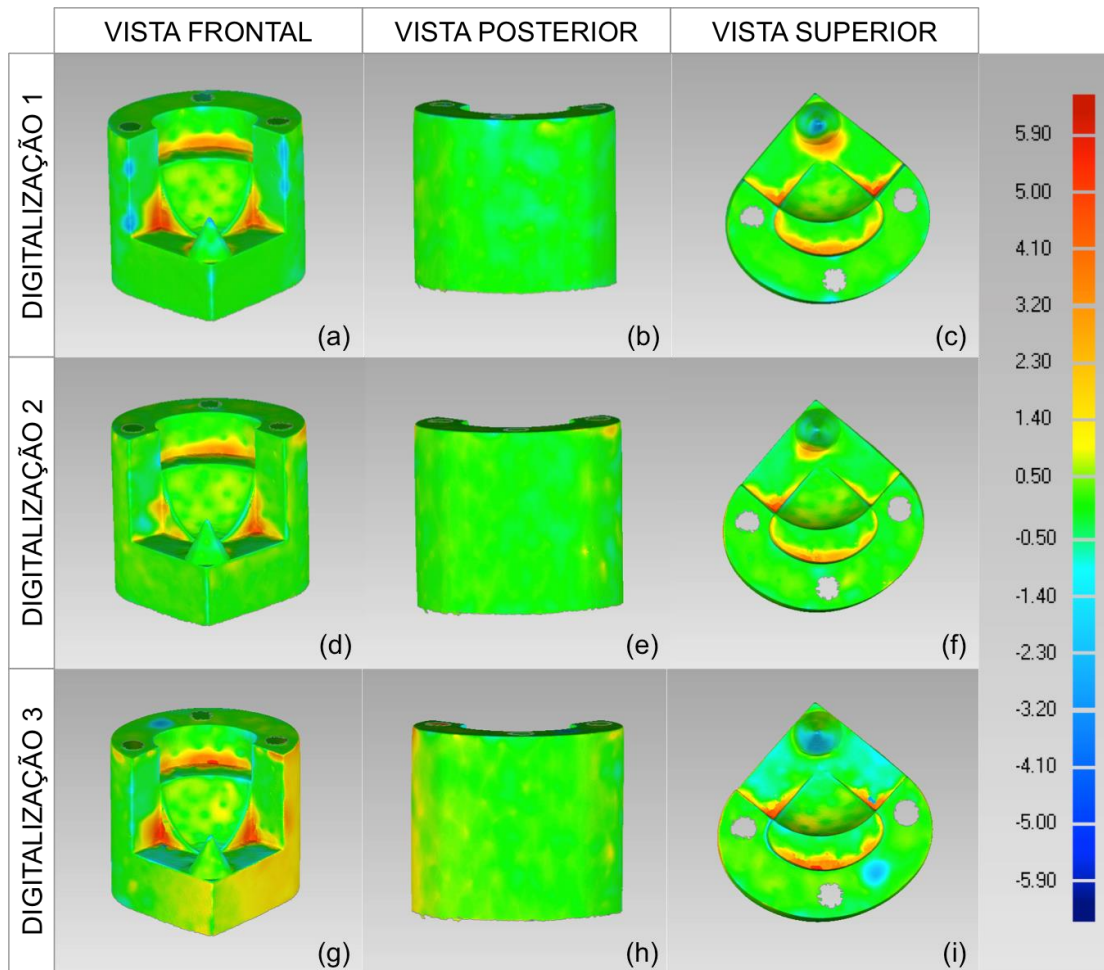 VISTA FRONTAL
VISTA POSTERIOR
VISTA SUPERIOR
DIGITALIZAÇÃO 1
(a)
(b)
(c)
DIGITALIZAÇÃO 2
(d)
(e)
(f)
DIGITALIZAÇÃO 3
(g)
(h)
(i)
5.90
5.00
4.10
3.20
2.30
1.40
0.50
-0.50
-1.40
-2.30
-3.20
-4.10
-5.00
-5.90